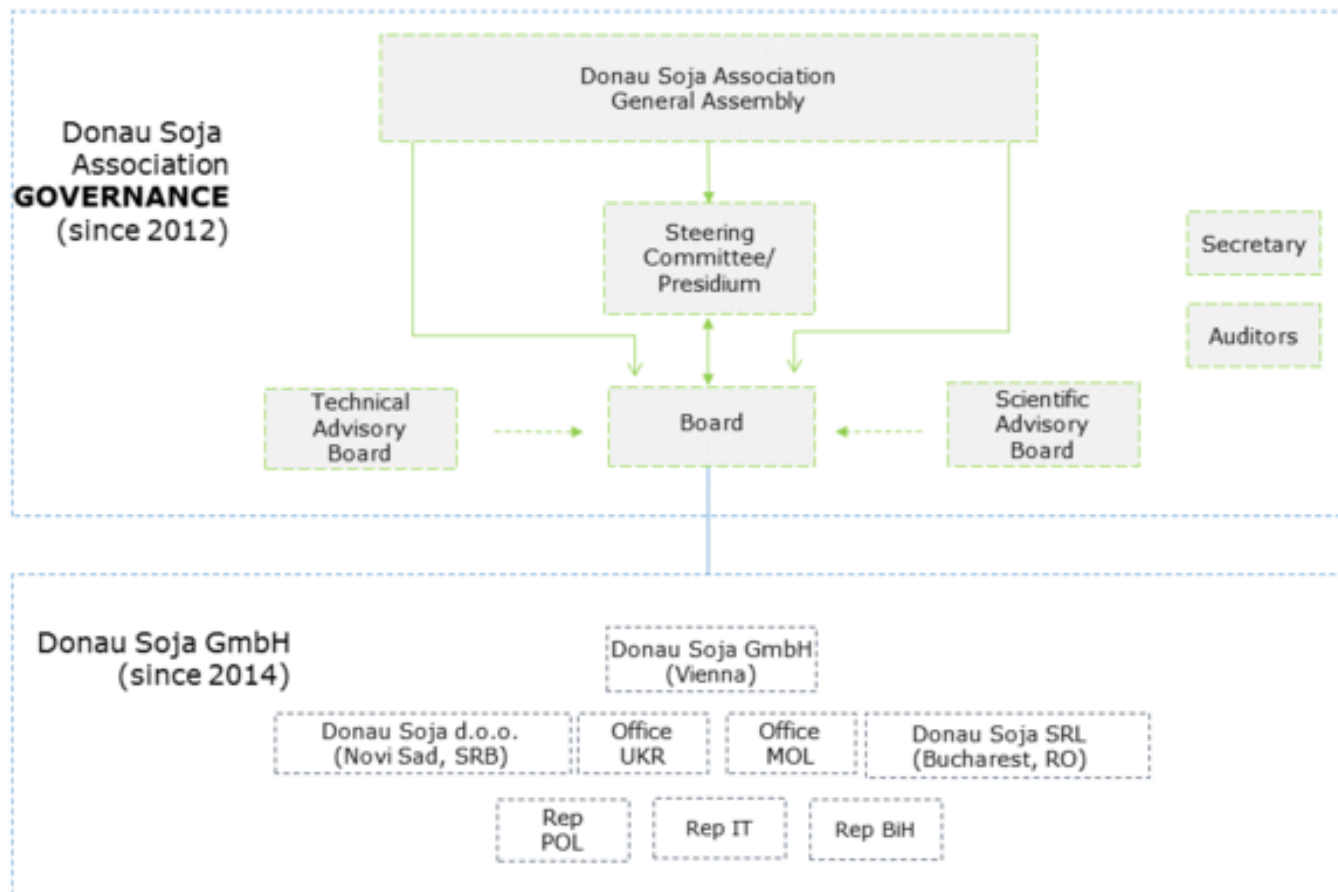 Donau Soja Association
General Assembly
Donau Soja
Association
GOVERNANCE
(since 2012)
Steering
Committee/
Presidium
Secretary
Auditors
Technical
Advisory
Board
Board
Scientific
Advisory
Board
Donau Soja GmbH
(since 2014)
Donau Soja GmbH
(Vienna)
Donau Soja d.o.o.
(Novi Sad, SRB)
Office
UKR
Office
MOL
Donau Soja SRL
(Bucharest, RO)
Rep
POL
Rep IT
Rep BiH